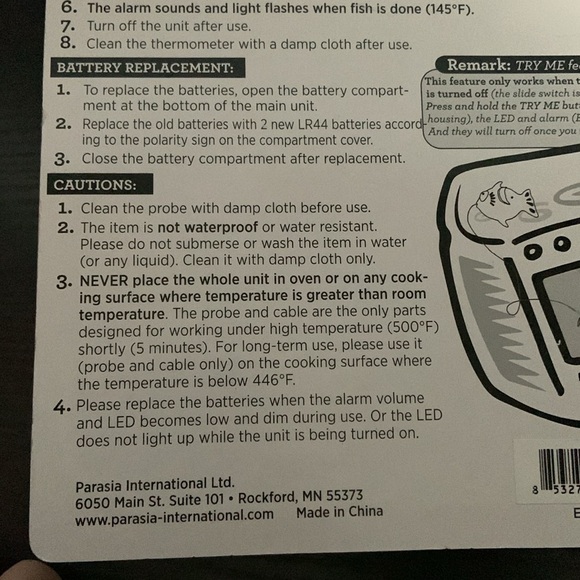 6. The alarm sounds and light flashes when fish is done (145°F).
7. Turn off the unit after use.
8. Clean the thermometer with a damp cloth after use.
BATTERY REPLACEMENT:
1. To replace the batteries, open the battery compart-
ment at the bottom of the main unit.
2. Replace the old batteries with 2 new LR44 batteries accord-
ing to the polarity sign on the compartment cover.
3. Close the battery compartment after replacement.
Remark: TRY ME
This feature only works when
is turned off (the slide switch is
Press and hold the TRY ME
housing), the LED and alarm
And they will turn off once you
CAUTIONS:
1. Clean the probe with damp cloth before use.
2. The item is not waterproof or water resistant.
Please do not submerse or wash the item in water
(or any liquid). Clean it with damp cloth only.
3. NEVER place the whole unit in oven or on any cook-
ing surface where temperature is greater than room
temperature. The probe and cable are the only parts
designed for working under high temperature (500°F)
shortly (5 minutes). For long-term use, please use it
(probe and cable only) on the cooking surface where
the temperature is below 446°F.
4. Please replace the batteries when the alarm volume
and LED becomes low and dim during use. Or the LED
does not light up while the unit is being turned on.
Parasia International Ltd.
6050 Main St. Suite 101 • Rockford, MN 55373
www.parasia-international.com Made in China
8 5327